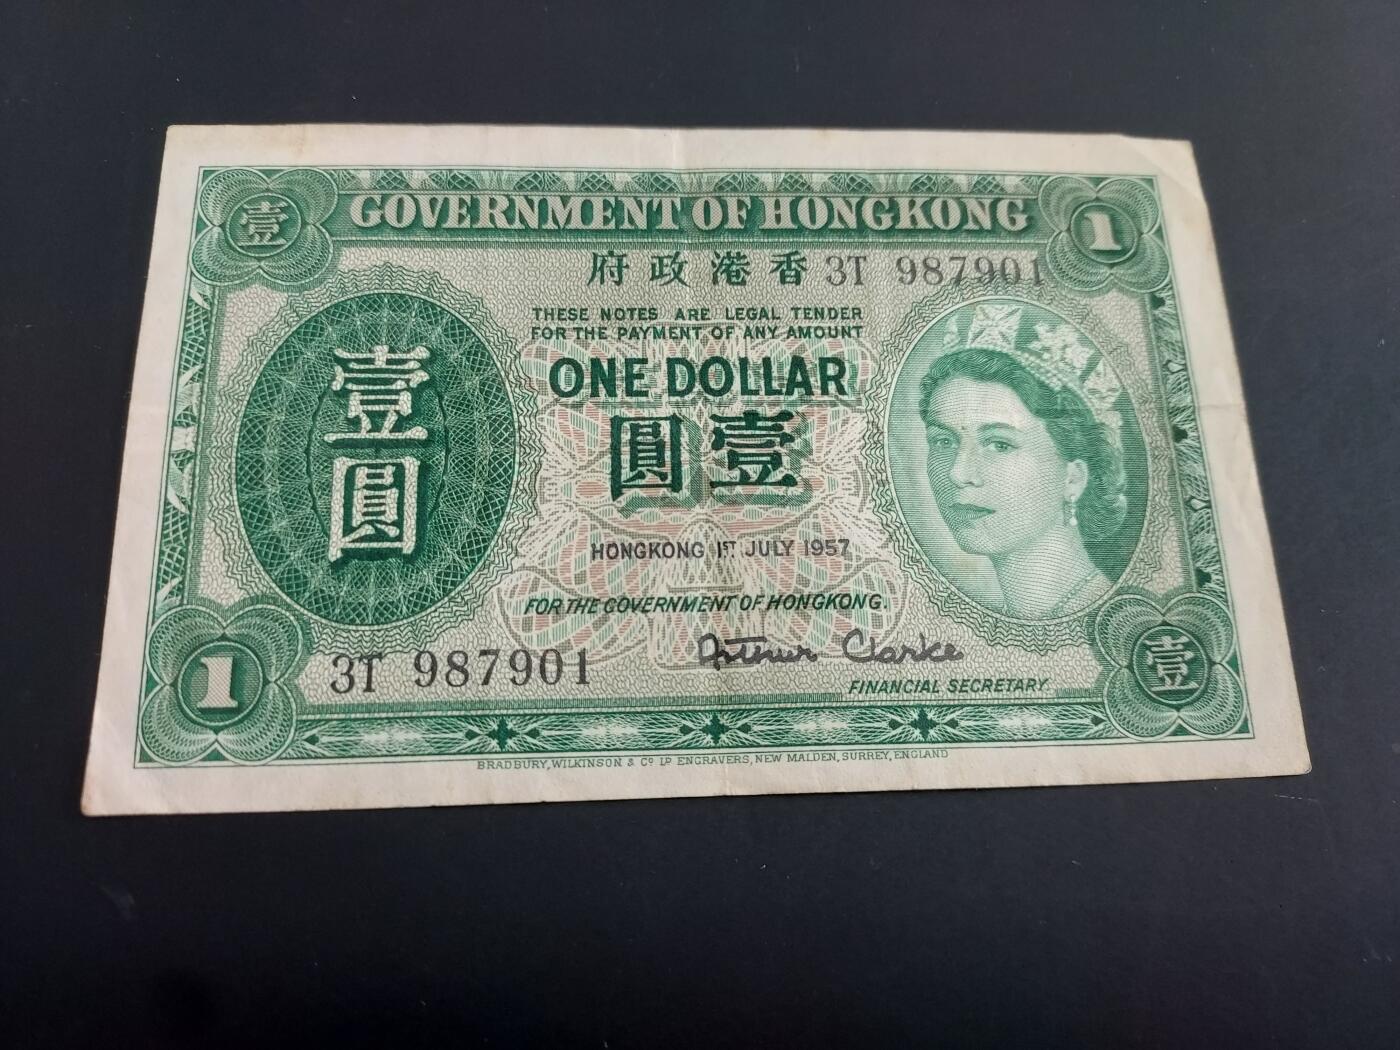 壹
GOVERNMENT OF HONGKONG
1
府政港香 3T 987901
THESE NOTES ARE LEGAL TENDER
FOR THE PAYMENT OF ANY AMOUNT
ONE DOLLAR
圓壹
壹
圓
HONGKONG 1ST JULY 1957
FOR THE GOVERNMENT OF HONGKONG.
Arthur Clarke
FINANCIAL SECRETARY
1
3T 987901
壹
BRADBURY, WILKINSON & Co Ld ENGRAVERS, NEW MALDEN, SURREY, ENGLAND